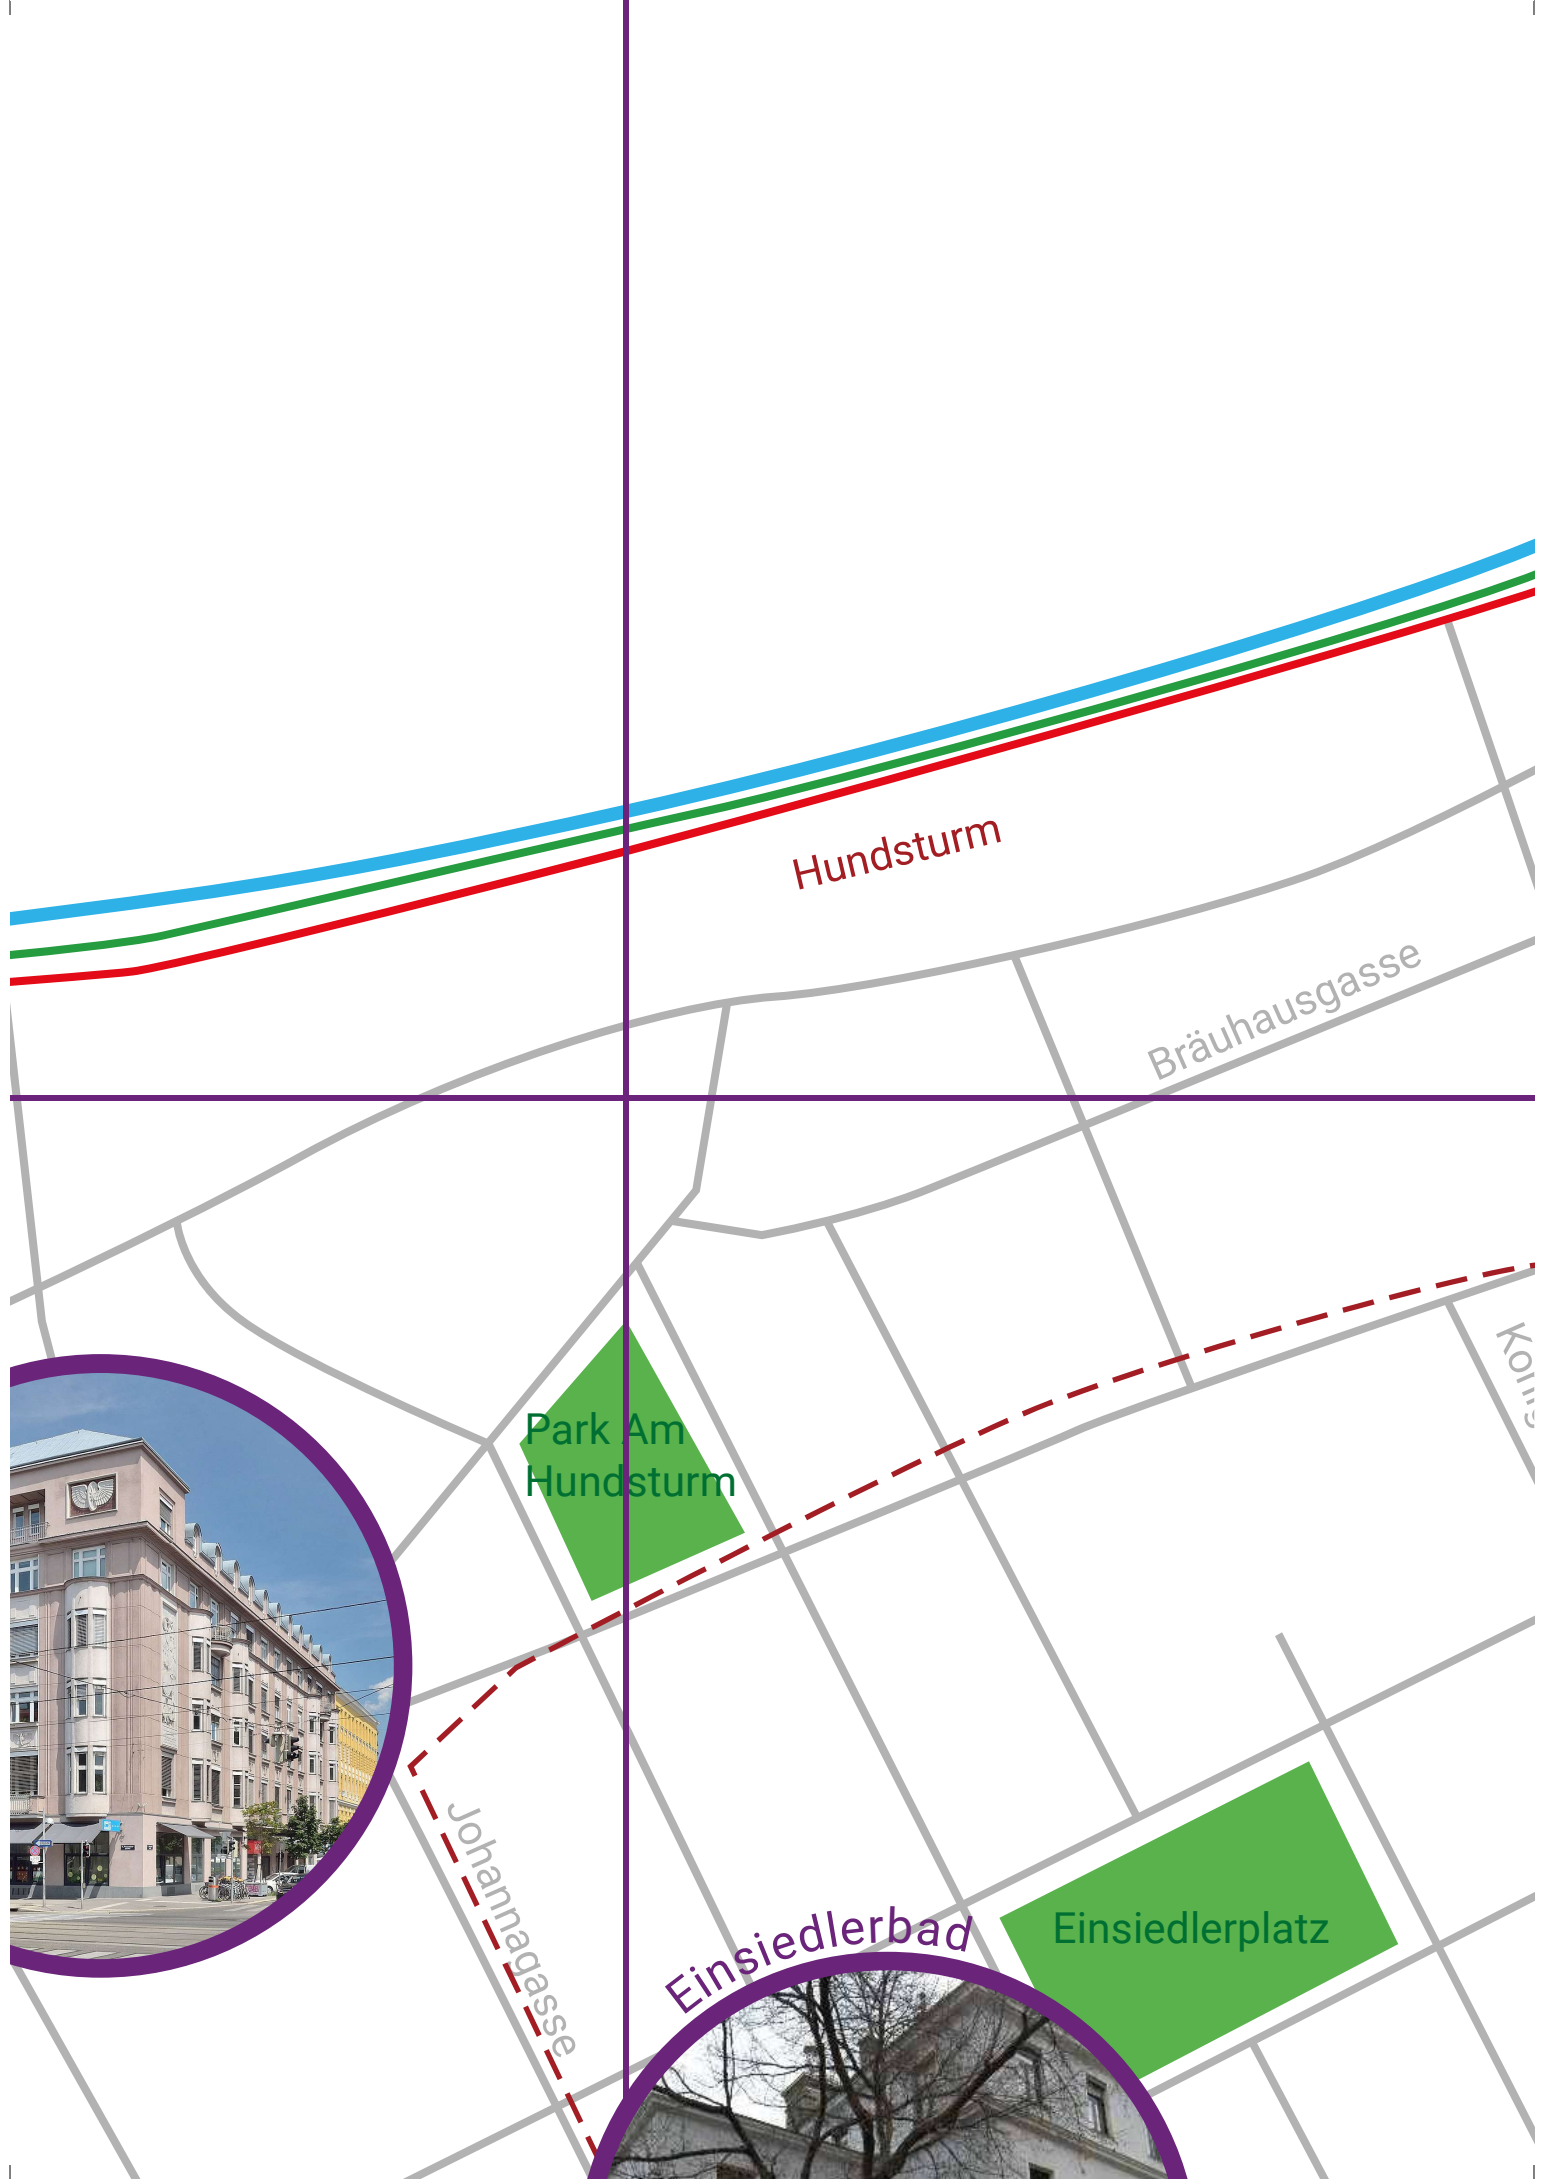 Hundsturm
Bräuhausgasse
Park Am
Hundsturm
Johannagasse
Einsiedlerbad
Einsiedlerplatz